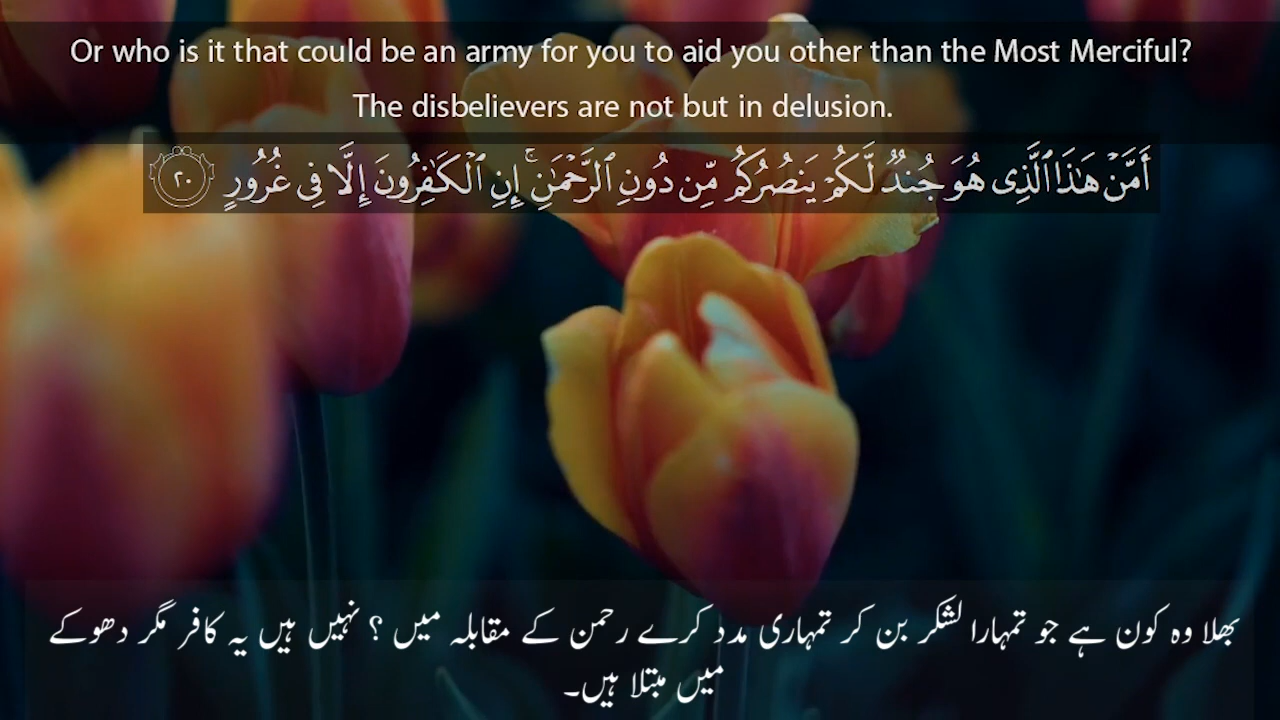 Or who is it that could be an army for you to aid you other than the Most Merciful?
The disbelievers are not but in delusion.
أَمَّنْ هَٰذَا ٱلَّذِى هُوَ جُندٌ لَّكُمْ يَنصُرُكُم مِّن دُونِ ٱلرَّحْمَٰنِ ۚ إِنِ ٱلْكَٰفِرُونَ إِلَّا فِى غُرُورٍ ٢٠
بھلا وہ کون ہے جو تمہارا لشکر بن کر تمہاری مدد کرے رحمن کے مقابلہ میں ؟ نہیں ہیں یہ کافر مگر دھوکے
میں مبتلا ہیں۔